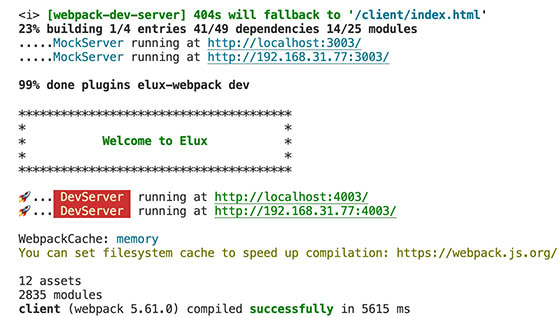 <i> [webpack-dev-server] 404s will fallback to '/client/index.html'
23% building 1/4 entries 41/49 dependencies 14/25 modules
.....MockServer running at http://localhost:3003/
.....MockServer running at http://192.168.31.77:3003/
99% done plugins elux-webpack dev
***************************************
*                                     *
*           Welcome to Elux           *
*                                     *
***************************************
🚀... DevServer running at http://localhost:4003/
🚀... DevServer running at http://192.168.31.77:4003/
WebpackCache: memory
You can set filesystem cache to speed up compilation: https://webpack.js.org/
12 assets
2835 modules
client (webpack 5.61.0) compiled successfully in 5615 ms